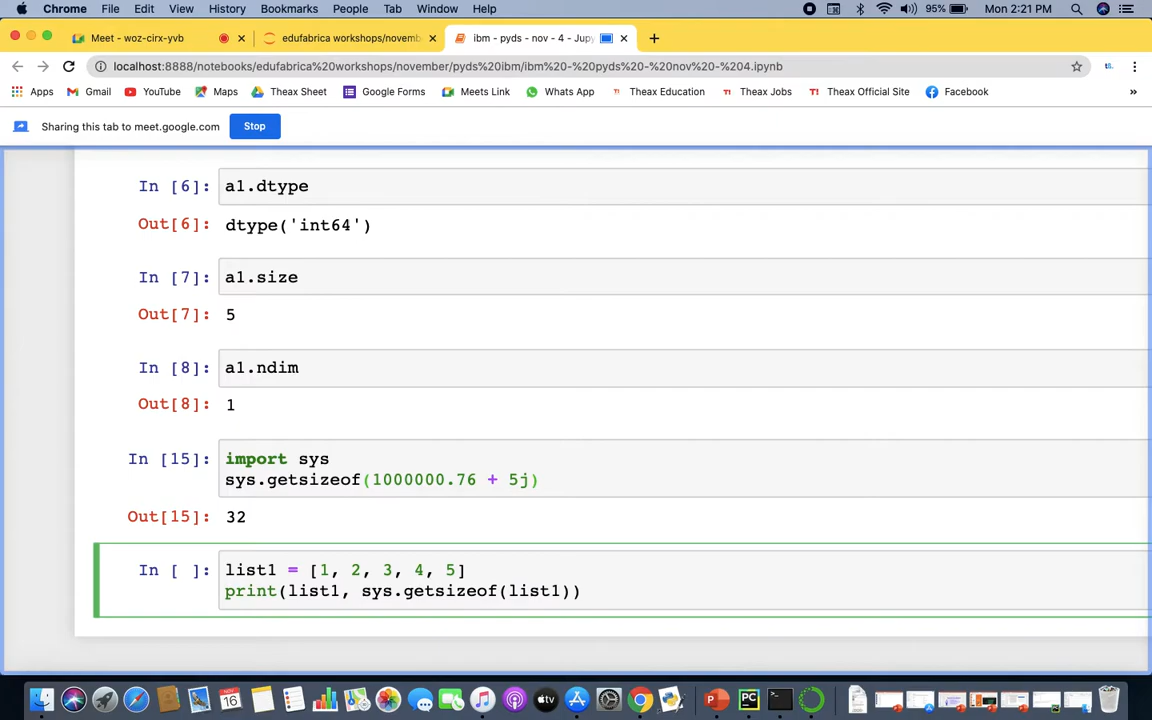 Chrome File Edit View History Bookmarks People Tab Window Help 95% Mon 2:21 PM
Meet - woz-cirx-yvb edufabrica workshops/novemb ibm - pyds - nov - 4 - Jupy
localhost:8888/notebooks/edufabrica%20workshops/november/pyds%20ibm/ibm%20-%20pyds%20-%20nov%20-%204.ipynb
Apps Gmail YouTube Maps Theax Sheet Google Forms Meets Link Whats App Theax Education Theax Jobs Theax Official Site Facebook »
Sharing this tab to meet.google.com Stop
In [6]: a1.dtype
Out[6]: dtype('int64')
In [7]: a1.size
Out[7]: 5
In [8]: a1.ndim
Out[8]: 1
In [15]: import sys
sys.getsizeof(1000000.76 + 5j)
Out[15]: 32
In [ ]: list1 = [1, 2, 3, 4, 5]
print(list1, sys.getsizeof(list1))
NOV
16
tv
PC